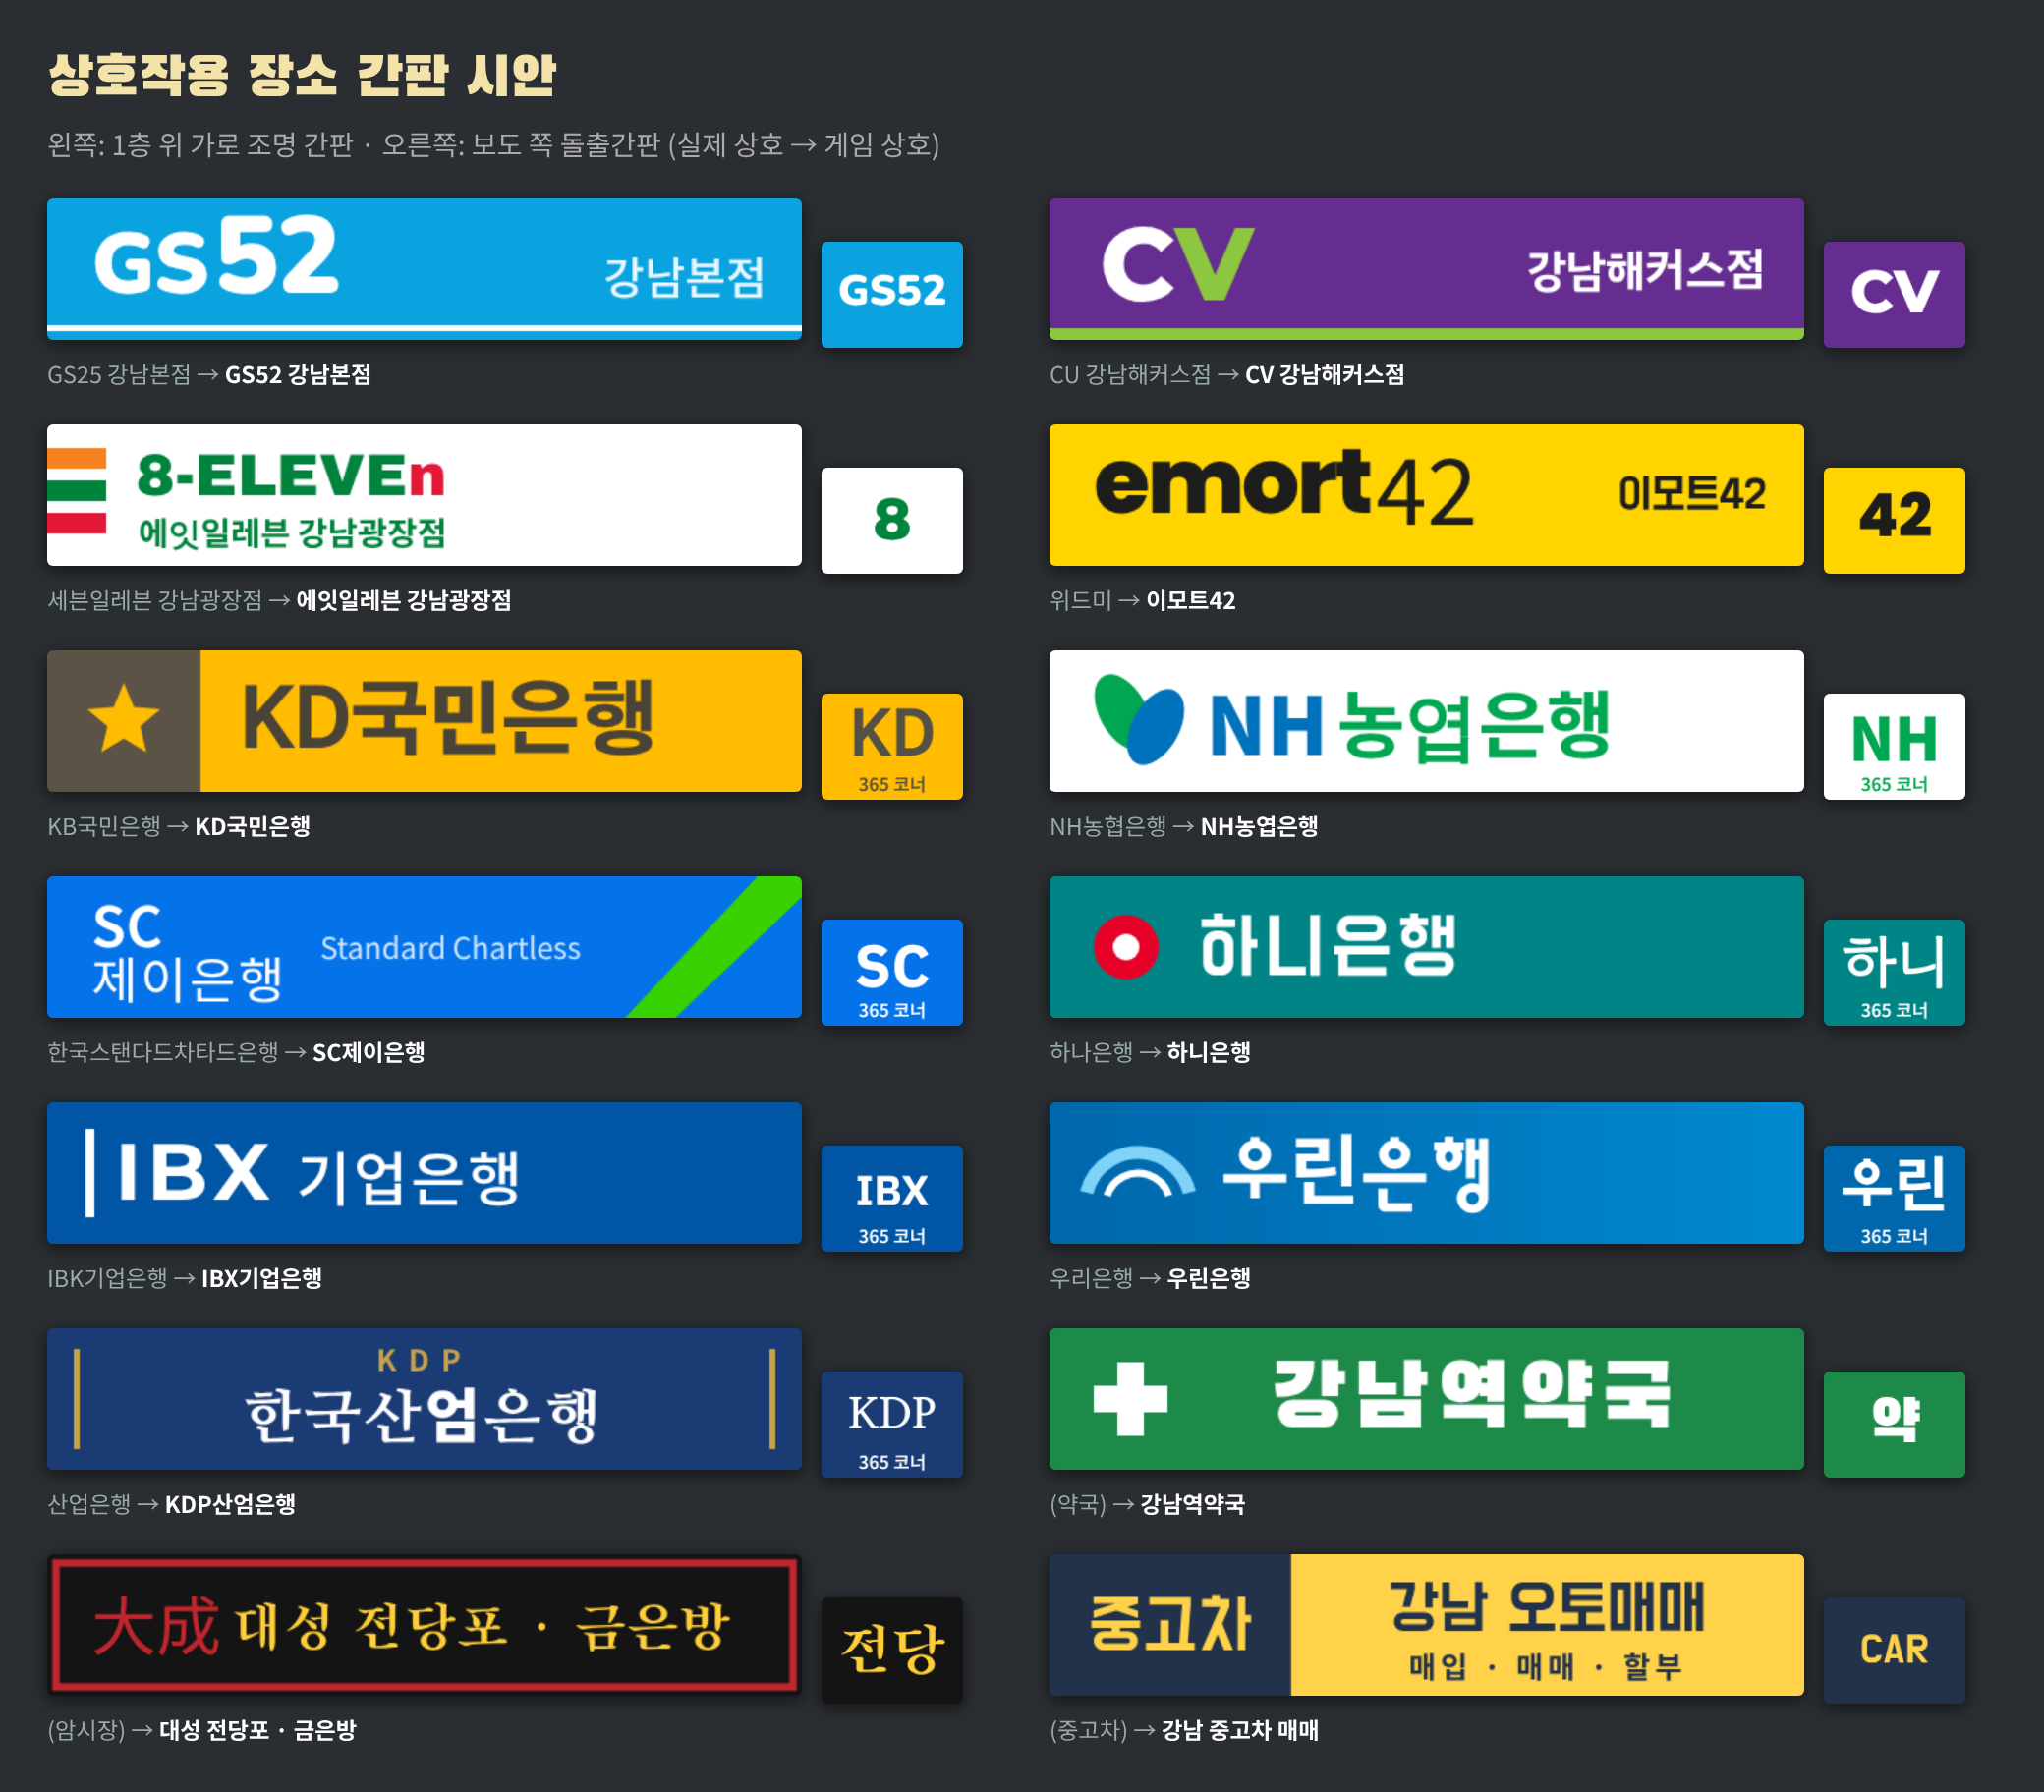 상호작용 장소 간판 시안
왼쪽: 1층 위 가로 조명 간판 · 오른쪽: 보도 쪽 돌출간판 (실제 상호 → 게임 상호)
GS52 강남본점
GS52
GS25 강남본점 → GS52 강남본점
CV 강남해커스점
CV
CU 강남해커스점 → CV 강남해커스점
8-ELEVEn
에잇일레븐 강남광장점
8
세븐일레븐 강남광장점 → 에잇일레븐 강남광장점
emort42 이모트42
42
위드미 → 이모트42
KD국민은행
KD
365 코너
KB국민은행 → KD국민은행
NH농엽은행
NH
365 코너
NH농협은행 → NH농엽은행
SC
제이은행
Standard Chartless
SC
365 코너
한국스탠다드차타드은행 → SC제이은행
하니은행
하니
365 코너
하나은행 → 하니은행
IBX 기업은행
IBX
365 코너
IBK기업은행 → IBX기업은행
우린은행
우린
365 코너
우리은행 → 우린은행
KDP
한국산엄은행
KDP
365 코너
산업은행 → KDP산엄은행
강남역약국
약
(약국) → 강남역약국
大成 대성 전당포 · 금은방
전당
(암시장) → 대성 전당포 · 금은방
중고차
강남 오토매매
매입 · 매매 · 할부
CAR
(중고차) → 강남 중고차 매매